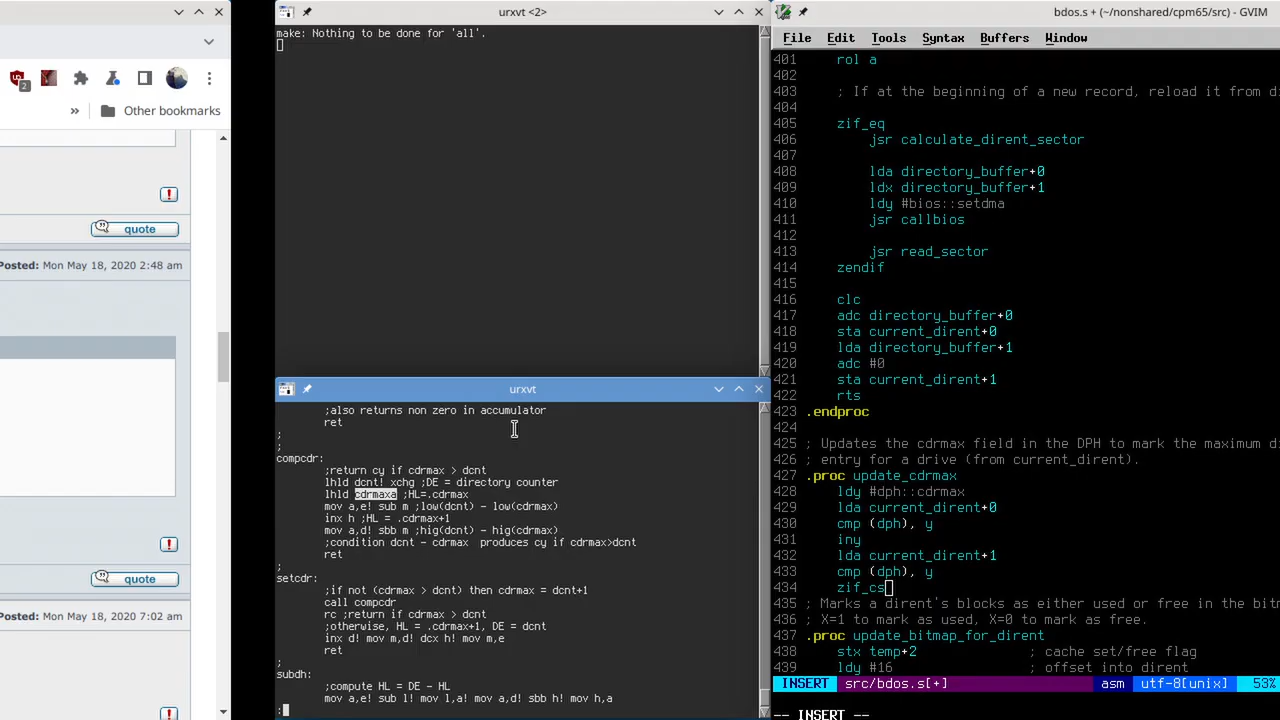 2
»
Other bookmarks
quote
Posted: Mon May 18, 2020 2:48 am
quote
Posted: Mon May 18, 2020 7:02 am
urxvt <2>
make: Nothing to be done for 'all'.
urxvt
;also returns non zero in accumulator
ret
;
;
compcdr:
;return cy if cdrmax > dcnt
lhld dcnt! xchg ;DE = directory counter
lhld cdrmaxa ;HL=.cdrmax
mov a,e! sub m ;low(dcnt) - low(cdrmax)
inx h ;HL = .cdrmax+1
mov a,d! sbb m ;hig(dcnt) - hig(cdrmax)
;condition dcnt - cdrmax  produces cy if cdrmax>dcnt
ret
;
setcdr:
;if not (cdrmax > dcnt) then cdrmax = dcnt+1
call compcdr
rc ;return if cdrmax > dcnt
;otherwise, HL = .cdrmax+1, DE = dcnt
inx d! mov m,d! dcx h! mov m,e
ret
;
subdh:
;compute HL = DE - HL
mov a,e! sub l! mov l,a! mov a,d! sbb h! mov h,a
:
bdos.s + (~/nonshared/cpm65/src) - GVIM
File Edit Tools Syntax Buffers Window
401 rol a
402
403 ; If at the beginning of a new record, reload it from di
404
405 zif_eq
406 jsr calculate_dirent_sector
407
408 lda directory_buffer+0
409 ldx directory_buffer+1
410 ldy #bios::setdma
411 jsr callbios
412
413 jsr read_sector
414 zendif
415
416 clc
417 adc directory_buffer+0
418 sta current_dirent+0
419 lda directory_buffer+1
420 adc #0
421 sta current_dirent+1
422 rts
423 .endproc
424
425 ; Updates the cdrmax field in the DPH to mark the maximum d
426 ; entry for a drive (from current_dirent).
427 .proc update_cdrmax
428 ldy #dph::cdrmax
429 lda current_dirent+0
430 cmp (dph), y
431 iny
432 lda current_dirent+1
433 cmp (dph), y
434 zif_cs
435 ; Marks a dirent's blocks as either used or free in the bitm
436 ; X=1 to mark as used, X=0 to mark as free.
437 .proc update_bitmap_for_dirent
438 stx temp+2 ; cache set/free flag
439 ldy #16 ; offset into dirent
INSERT src/bdos.s[+] asm utf-8[unix] 53%
-- INSERT --